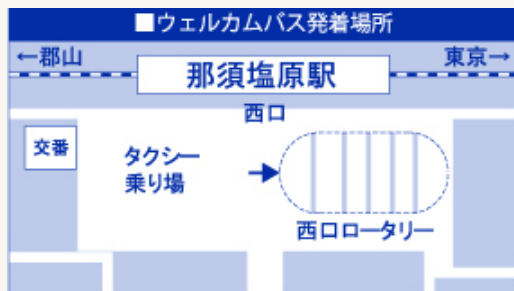 ■ウェルカムバス発着場所
←郡山
東京→
那須塩原駅
西口
交番
タクシー
乗り場
西口ロータリー